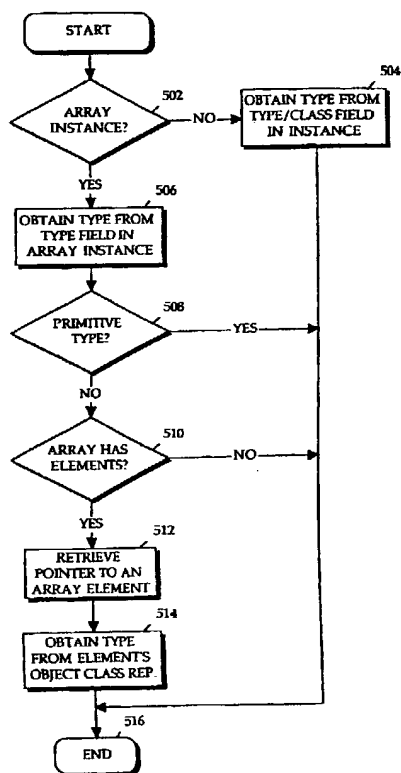 START
502
ARRAY
INSTANCE?
NO
504
OBTAIN TYPE FROM
TYPE/CLASS FIELD
IN INSTANCE
YES
506
OBTAIN TYPE FROM
TYPE FIELD IN
ARRAY INSTANCE
508
PRIMITIVE
TYPE?
YES
NO
510
ARRAY HAS
ELEMENTS?
NO
YES
512
RETRIEVE
POINTER TO AN
ARRAY ELEMENT
514
OBTAIN TYPE
FROM ELEMENT'S
OBJECT CLASS REP.
516
END